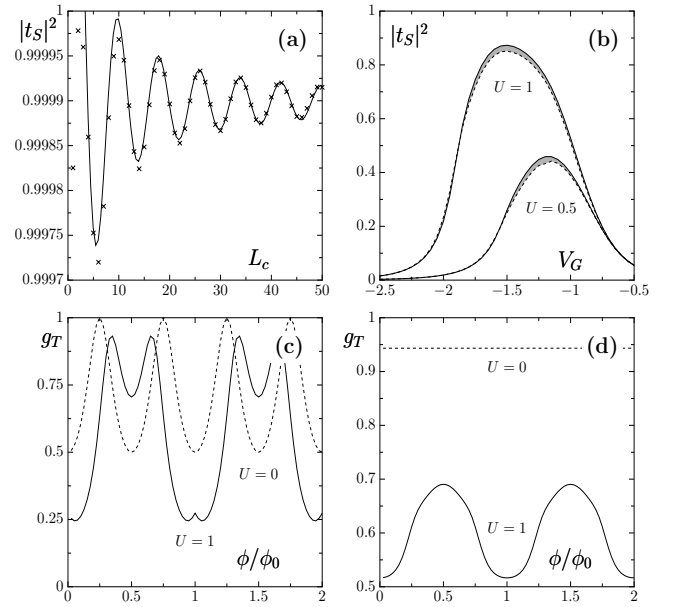 |t_S|^2
(a)
1
0.99995
0.9999
0.99985
0.9998
0.99975
0.9997
L_c
0 10 20 30 40 50
|t_S|^2
(b)
1
0.8
0.6
0.4
0.2
0
U = 1
U = 0.5
V_G
−2.5 −2 −1.5 −1 −0.5
g_T
(c)
1
0.75
0.5
0.25
0
U = 0
U = 1
ϕ/ϕ_0
0 0.5 1 1.5 2
g_T
(d)
1
0.9
0.8
0.7
0.6
0.5
U = 0
U = 1
ϕ/ϕ_0
0 0.5 1 1.5 2